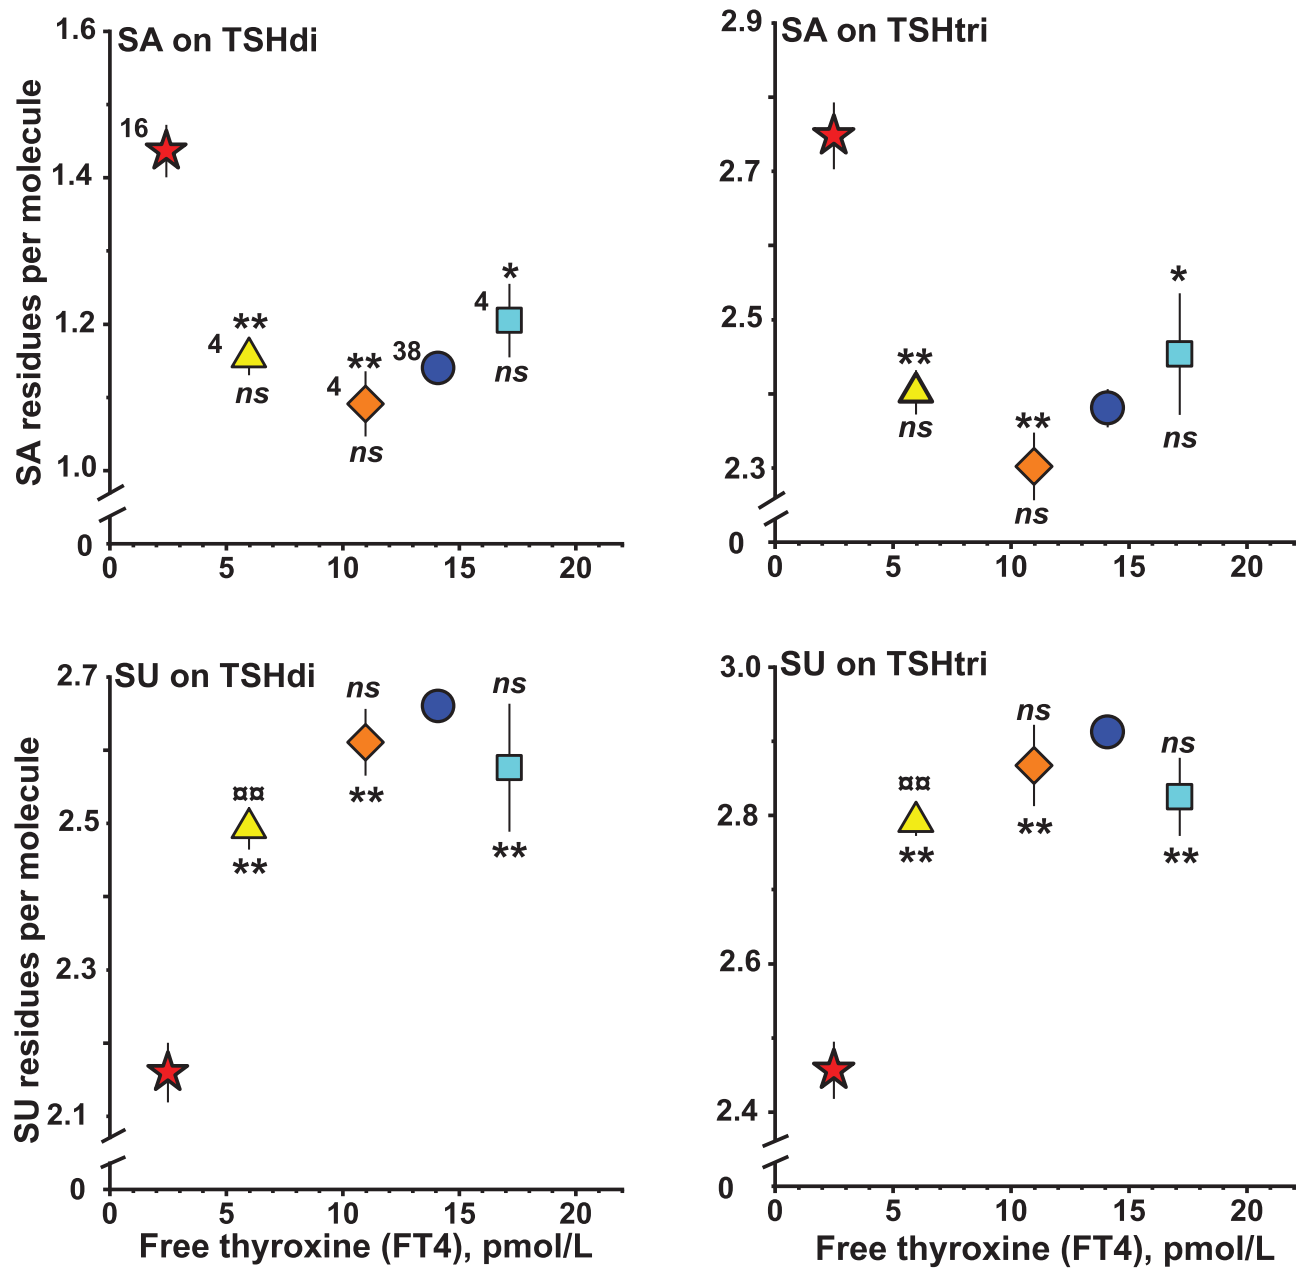 SA on TSHdi
SA residues per molecule
1.6
1.4
1.2
1.0
0
16
4
**
ns
4
**
ns
38
4
*
ns
0 5 10 15 20
SA on TSHtri
2.9
2.7
2.5
2.3
0
**
ns
**
ns
*
ns
0 5 10 15 20
SU on TSHdi
SU residues per molecule
2.7
2.5
2.3
2.1
0
¤¤
**
ns
**
ns
**
0 5 10 15 20
Free thyroxine (FT4), pmol/L
SU on TSHtri
3.0
2.8
2.6
2.4
0
¤¤
**
ns
**
ns
**
0 5 10 15 20
Free thyroxine (FT4), pmol/L